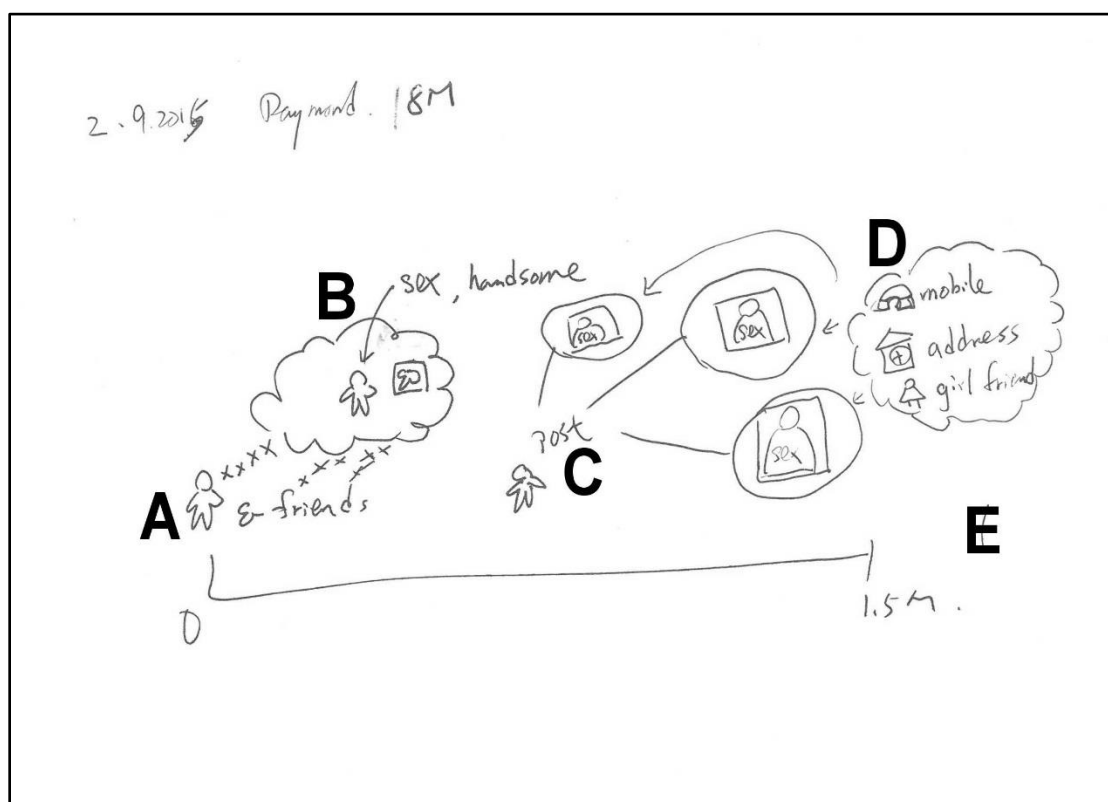 2.9.2015 Raymond. 18M
D
B sex, handsome
mobile
sex
sex
address
girl friend
post
sex
C
A & friends
E
0
1.5M.